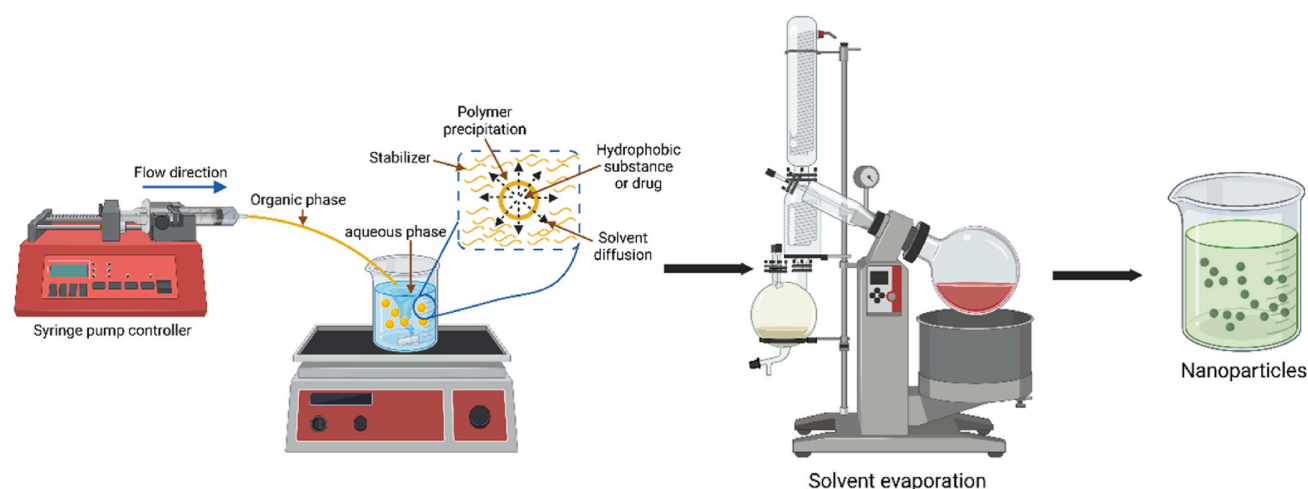 Flow direction
Organic phase
Syringe pump controller
aqueous phase
Stabilizer
Polymer
precipitation
Hydrophobic
substance
or drug
Solvent
diffusion
Solvent evaporation
Nanoparticles